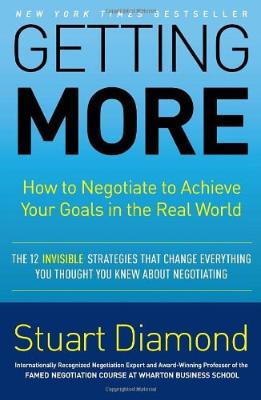 NEW YORK TIMES BESTSELLER
GETTING
MORE
How to Negotiate to Achieve
Your Goals in the Real World
THE 12 INVISIBLE STRATEGIES THAT CHANGE EVERYTHING
YOU THOUGHT YOU KNEW ABOUT NEGOTIATING
Stuart Diamond
Internationally Recognized Negotiation Expert and Award-Winning Professor of the
FAMED NEGOTIATION COURSE AT WHARTON BUSINESS SCHOOL